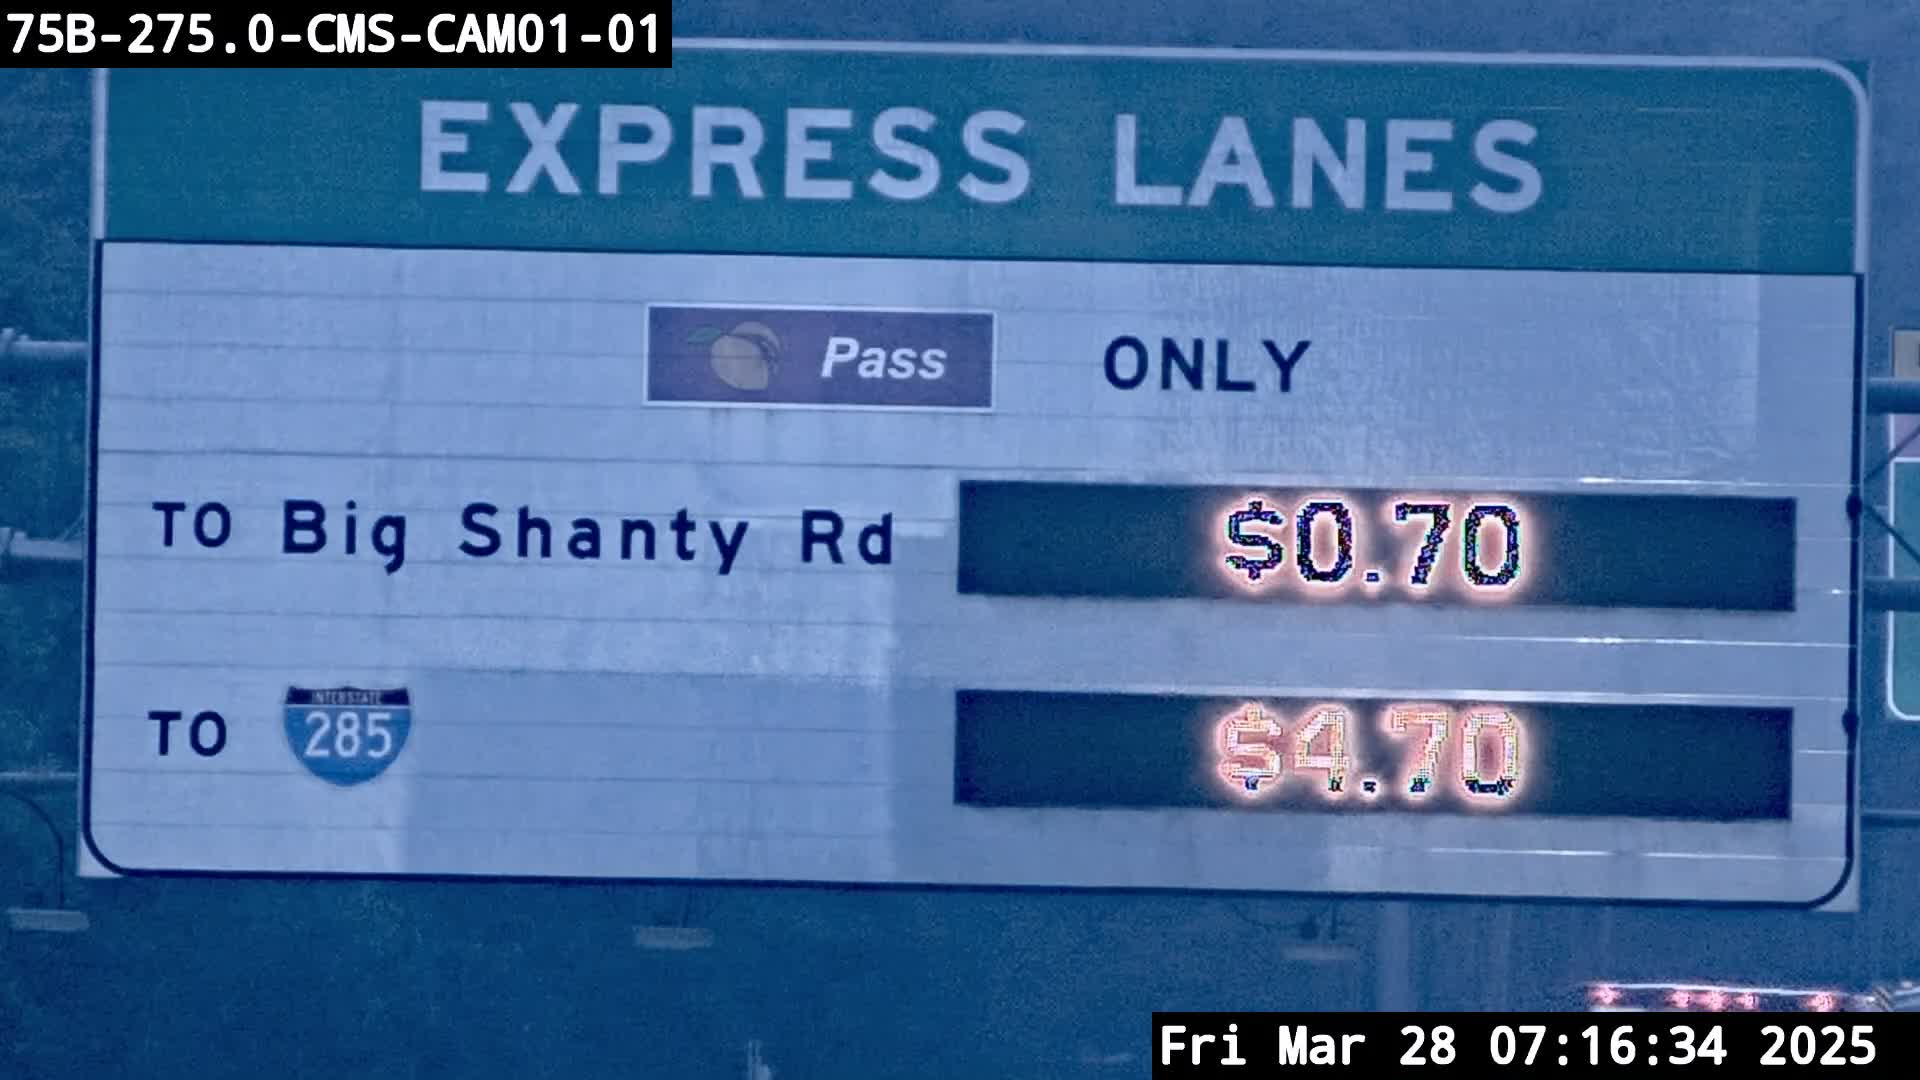 75B-275.0-CMS-CAM01-01
EXPRESS LANES
Pass ONLY
TO Big Shanty Rd $0.70
INTERSTATE
TO 285 $4.70
Fri Mar 28 07:16:34 2025